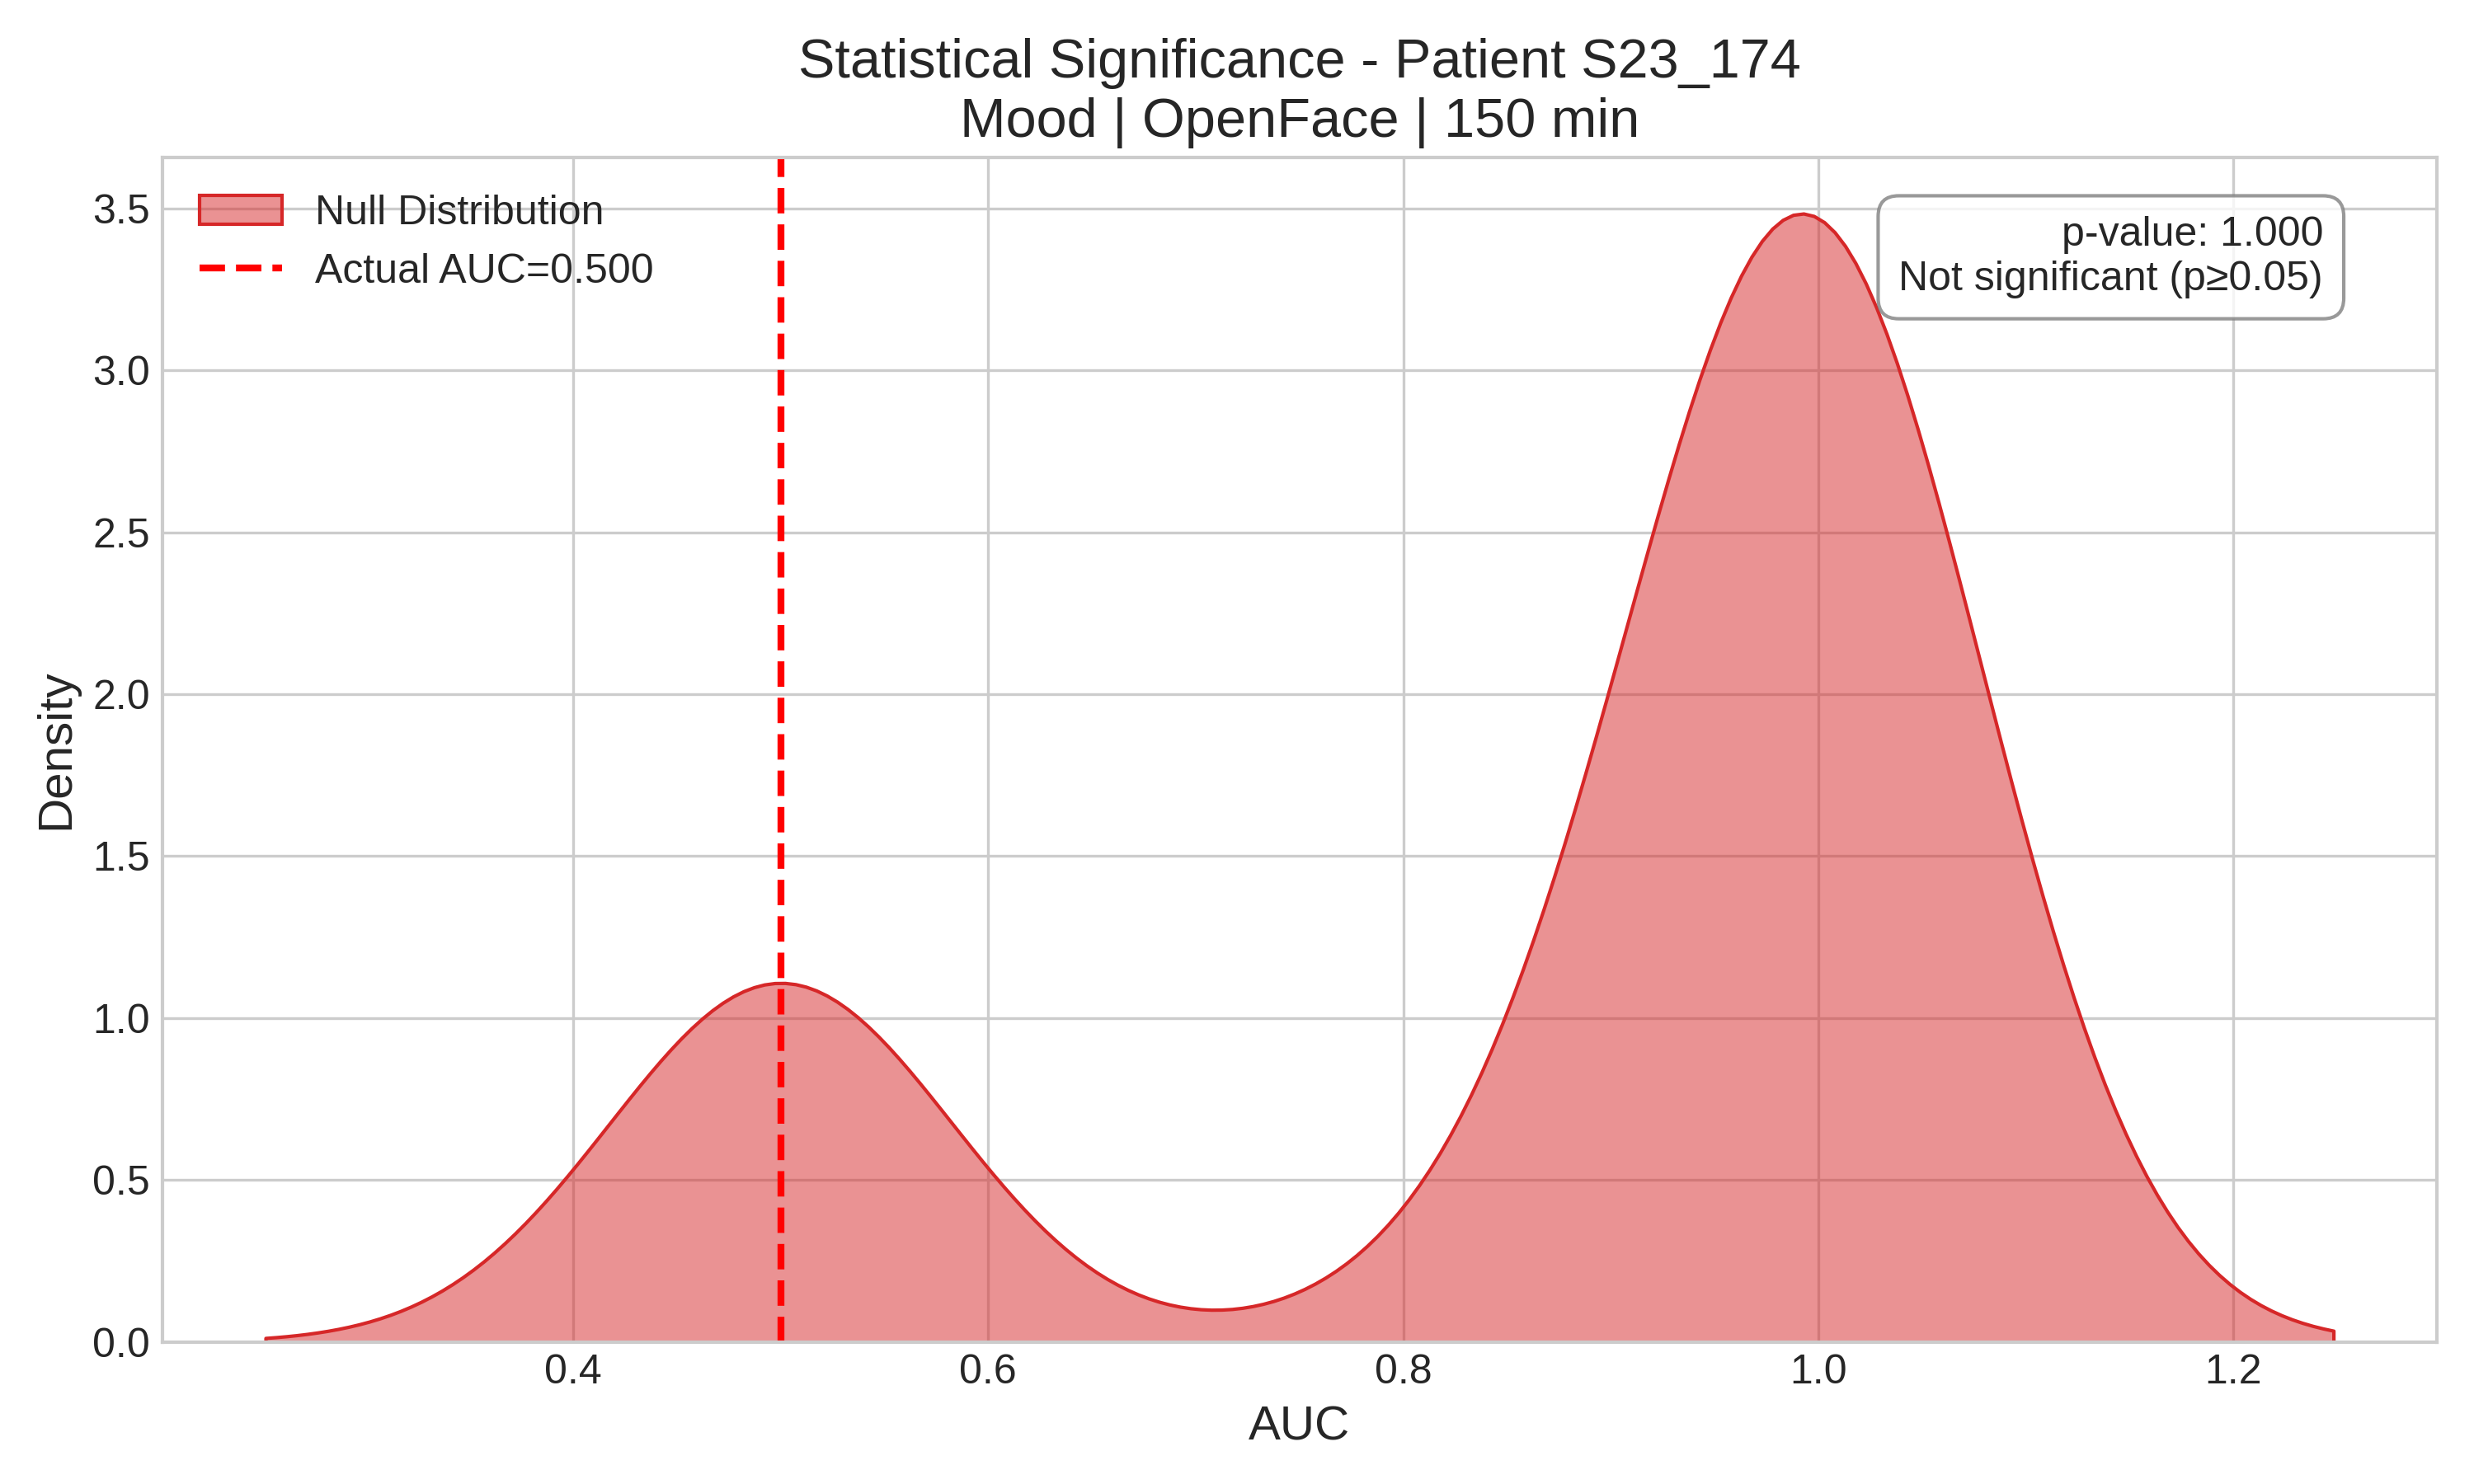 Statistical Significance - Patient S23_174
Mood | OpenFace | 150 min
Null Distribution
Actual AUC=0.500
p-value: 1.000
Not significant (p≥0.05)
Density
3.5
3.0
2.5
2.0
1.5
1.0
0.5
0.0
0.4 0.6 0.8 1.0 1.2
AUC